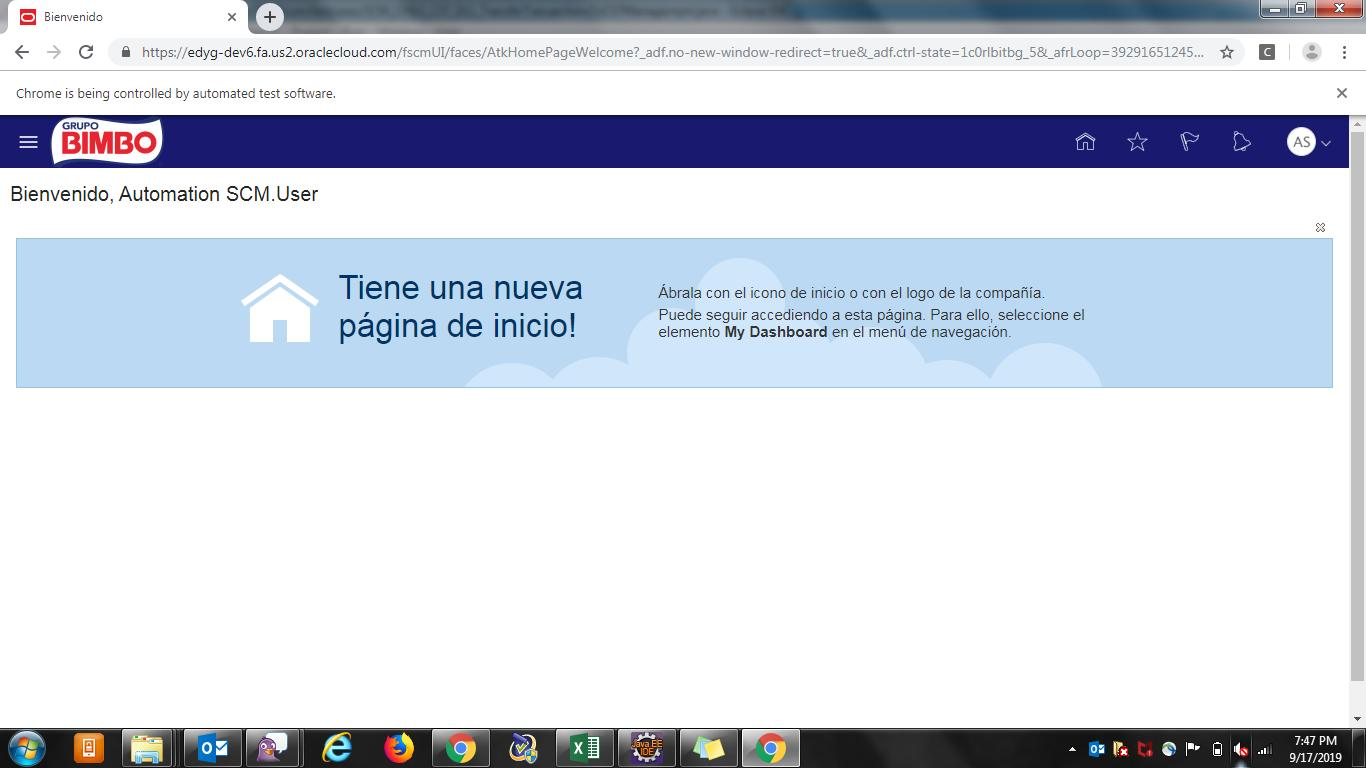 Bienvenido
https://edyg-dev6.fa.us2.oraclecloud.com/fscmUI/faces/AtkHomePageWelcome?_adf.no-new-window-redirect=true&_adf.ctrl-state=1c0rlbitbg_5&_afrLoop=39291651245...
C
Chrome is being controlled by automated test software.
GRUPO
BIMBO
AS
Bienvenido, Automation SCM.User
Tiene una nueva
página de inicio!
Ábrala con el icono de inicio o con el logo de la compañía.
Puede seguir accediendo a esta página. Para ello, seleccione el
elemento My Dashboard en el menú de navegación.
Java EE
IDE
7:47 PM
9/17/2019